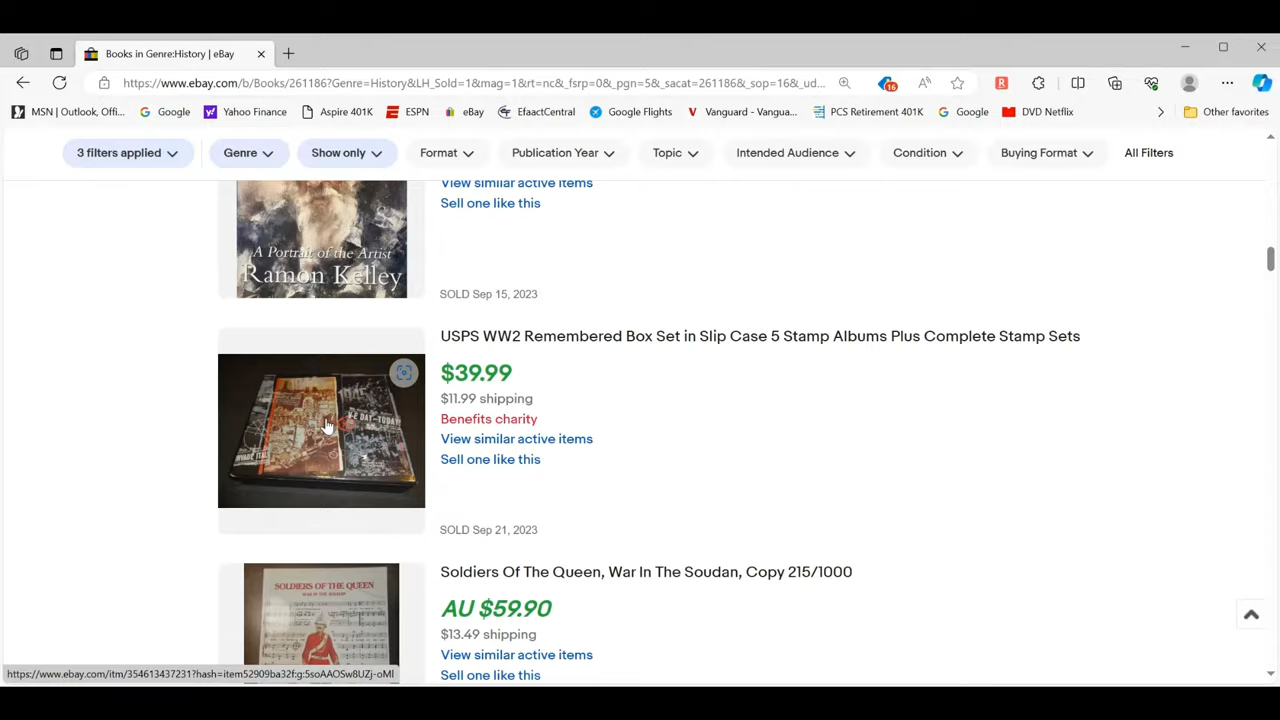 Books in Genre:History | eBay
https://www.ebay.com/b/Books/261186?Genre=History&LH_Sold=1&mag=1&rt=nc&_fsrp=0&_pgn=5&_sacat=261186&_sop=16&_ud...
16
MSN | Outlook, Offi...
Google
Yahoo Finance
Aspire 401K
ESPN
eBay
EfaactCentral
Google Flights
Vanguard - Vangua...
PCS Retirement 401K
Google
DVD Netflix
Other favorites
3 filters applied
Genre
Show only
Format
Publication Year
Topic
Intended Audience
Condition
Buying Format
All Filters
View similar active items
Sell one like this
A Portrait of the Artist
Ramon Kelley
SOLD Sep 15, 2023
USPS WW2 Remembered Box Set in Slip Case 5 Stamp Albums Plus Complete Stamp Sets
$39.99
$11.99 shipping
Benefits charity
View similar active items
Sell one like this
SOLD Sep 21, 2023
Soldiers Of The Queen, War In The Soudan, Copy 215/1000
SOLDIERS OF THE QUEEN
WAR IN THE SOUDAN
AU $59.90
$13.49 shipping
View similar active items
Sell one like this
https://www.ebay.com/itm/354613437231?hash=item52909ba32f:g:5soAAOSw8UZj-oMl